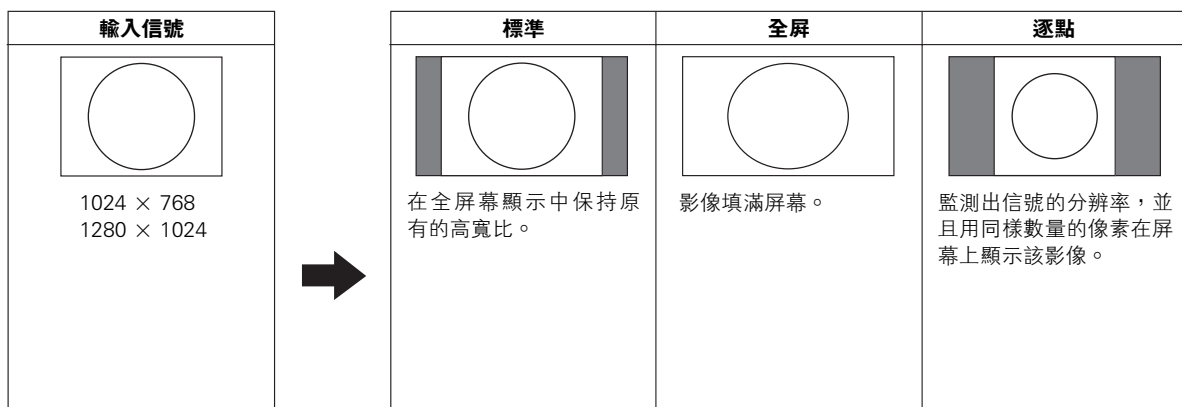 輸入信號
1024 × 768
1280 × 1024
標準
在全屏幕顯示中保持原
有的高寬比。
全屏
影像填滿屏幕。
逐點
監測出信號的分辨率，並
且用同樣數量的像素在屏
幕上顯示該影像。